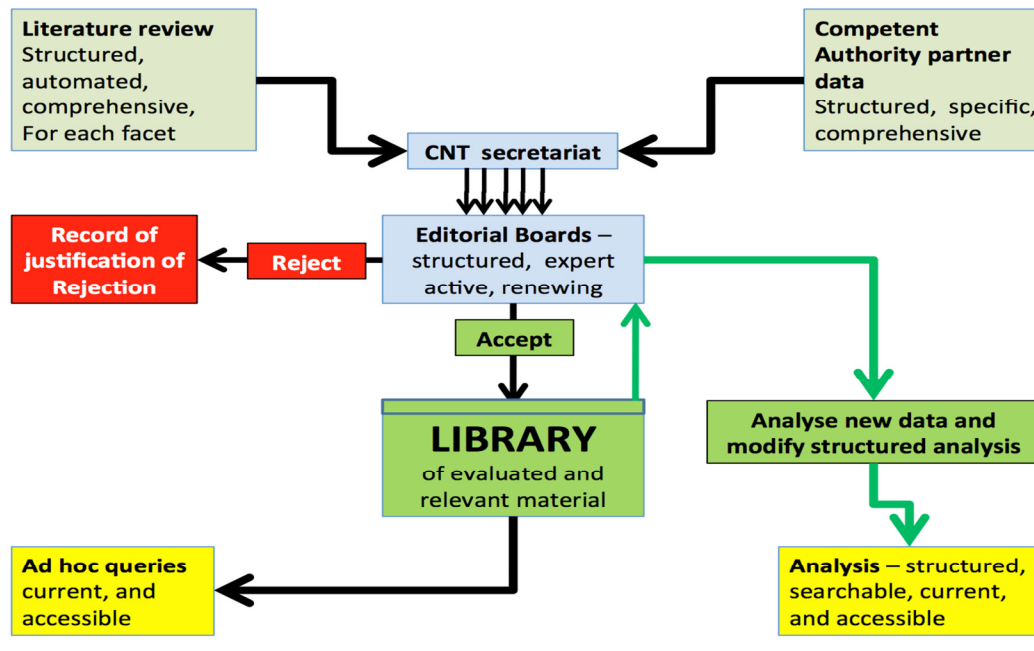 Literature review
Structured,
automated,
comprehensive,
For each facet
Competent
Authority partner
data
Structured, specific,
comprehensive
CNT secretariat
Record of
justification of
Rejection
Reject
Editorial Boards –
structured, expert
active, renewing
Accept
LIBRARY
of evaluated and
relevant material
Analyse new data and
modify structured analysis
Ad hoc queries
current, and
accessible
Analysis – structured,
searchable, current,
and accessible